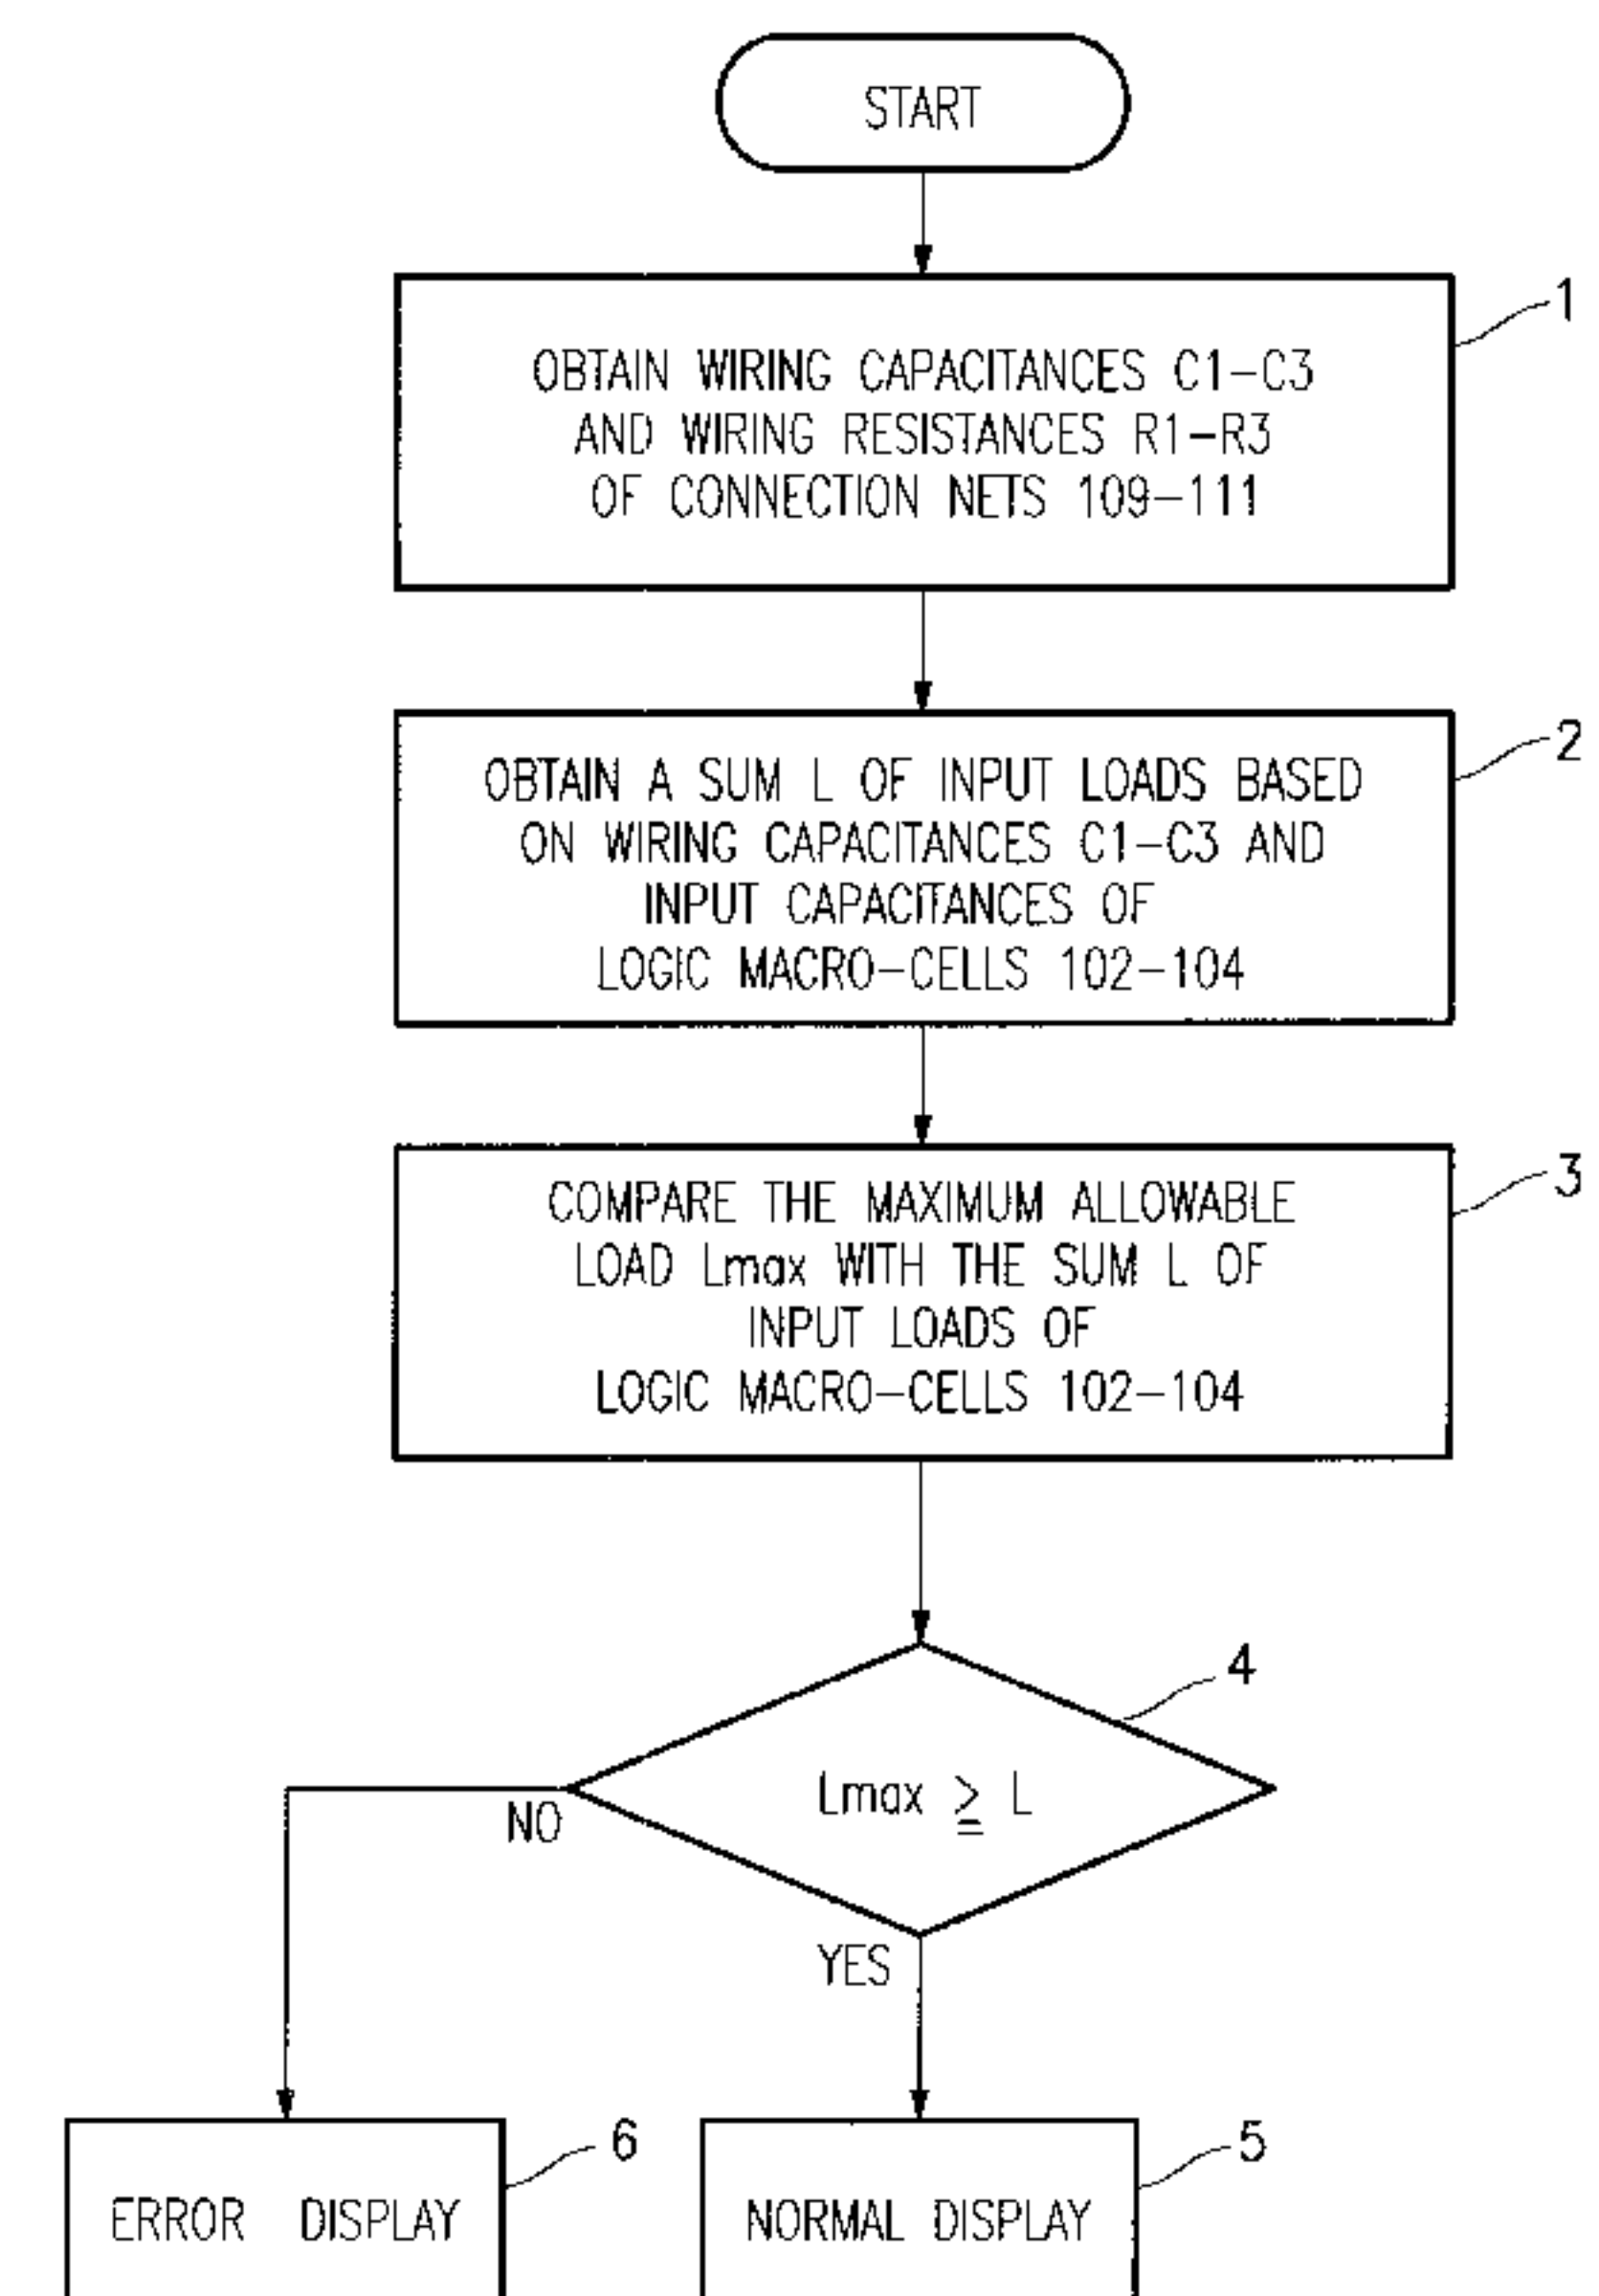 START
1
OBTAIN WIRING CAPACITANCES C1-C3
AND WIRING RESISTANCES R1-R3
OF CONNECTION NETS 109-111
2
OBTAIN A SUM L OF INPUT LOADS BASED
ON WIRING CAPACITANCES C1-C3 AND
INPUT CAPACITANCES OF
LOGIC MACRO-CELLS 102-104
3
COMPARE THE MAXIMUM ALLOWABLE
LOAD Lmax WITH THE SUM L OF
INPUT LOADS OF
LOGIC MACRO-CELLS 102-104
4
Lmax ≧ L
NO
YES
6
ERROR DISPLAY
5
NORMAL DISPLAY